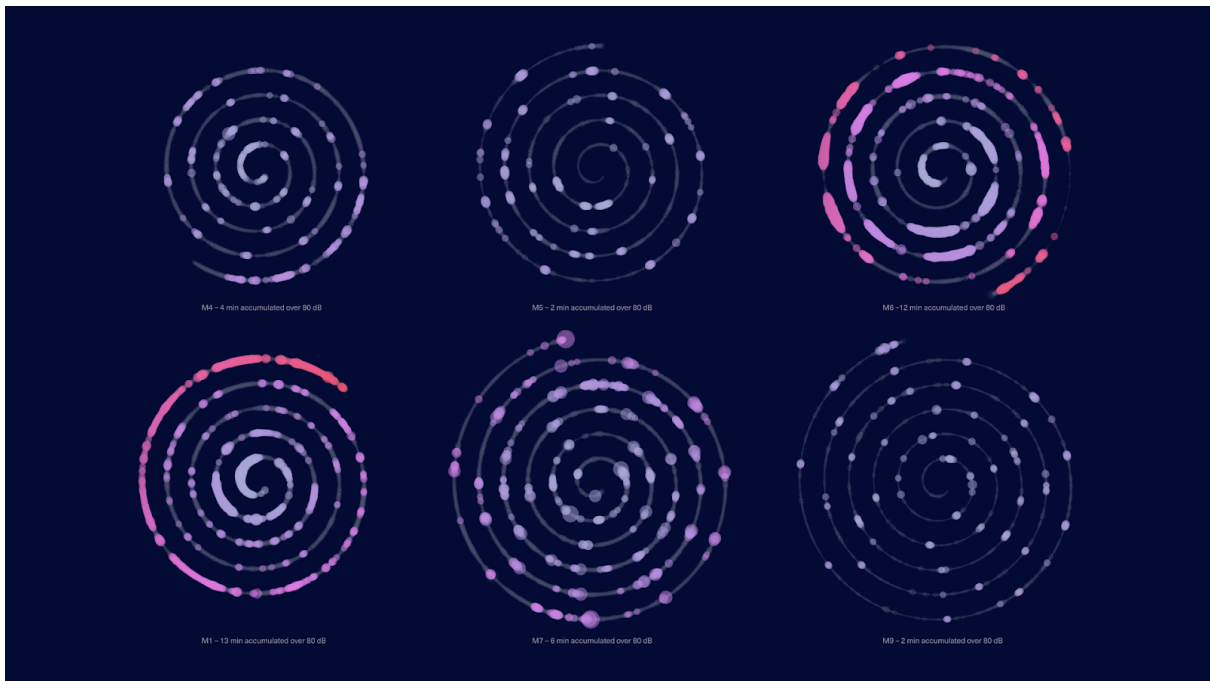 M4 – 4 min accumulated over 80 dB
M5 – 2 min accumulated over 80 dB
M6 –12 min accumulated over 80 dB
M1 – 13 min accumulated over 80 dB
M7 – 6 min accumulated over 80 dB
M9 – 2 min accumulated over 80 dB